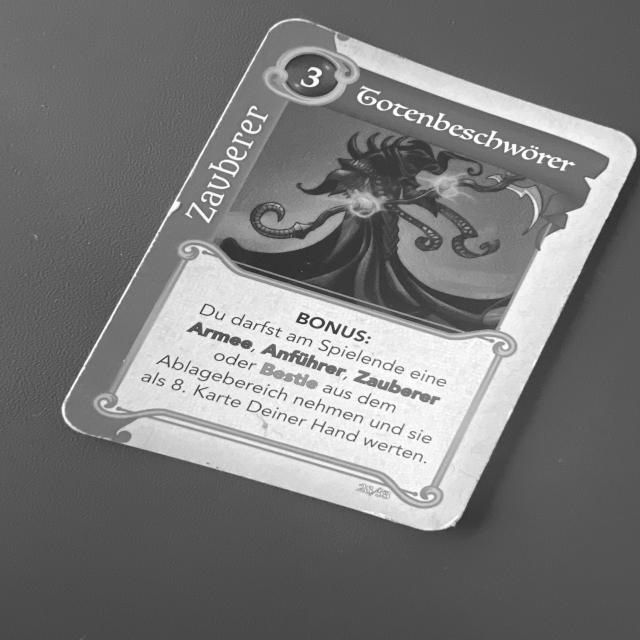 3
Totenbeschwörer
Zauberer
BONUS:
Du darfst am Spielende eine
Armee, Anführer, Zauberer
oder Bestie aus dem
Ablagebereich nehmen und sie
als 8. Karte Deiner Hand werten.